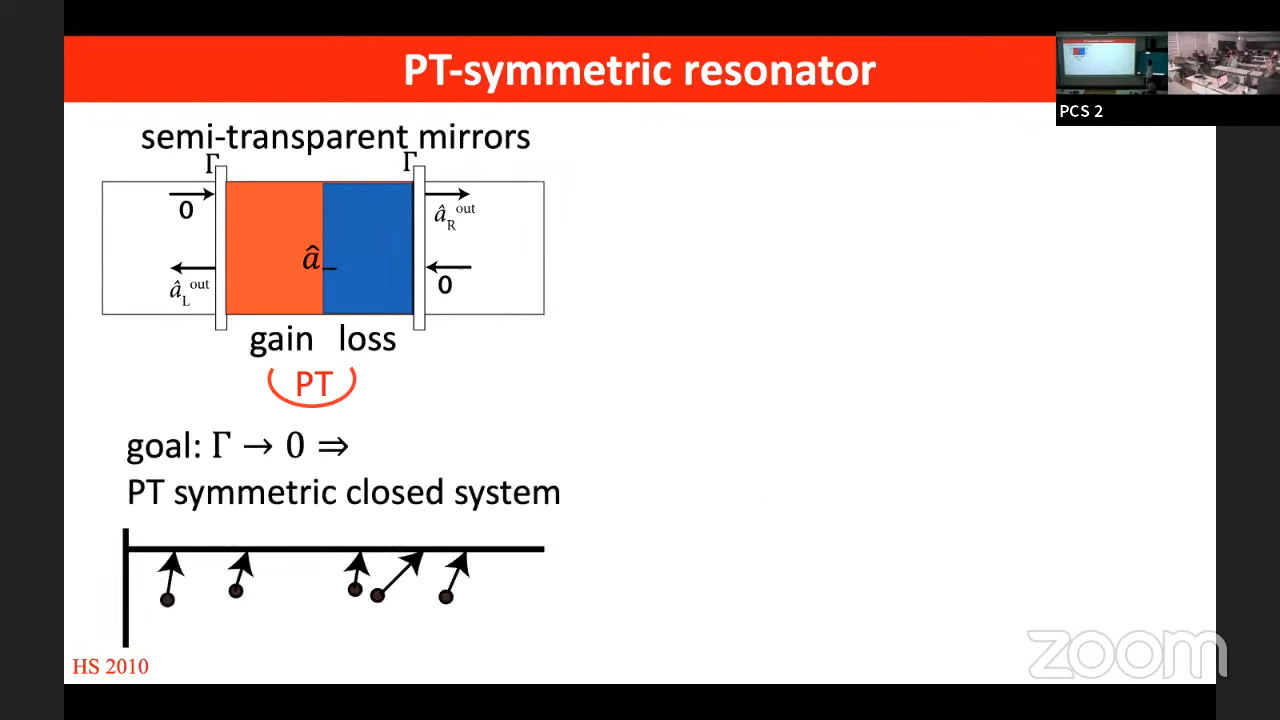 PT-symmetric resonator
PCS 2
semi-transparent mirrors
Γ Γ
0 â_R^out
â
â_L^out 0
gain loss
PT
goal: Γ → 0 ⇒
PT symmetric closed system
HS 2010
zoom